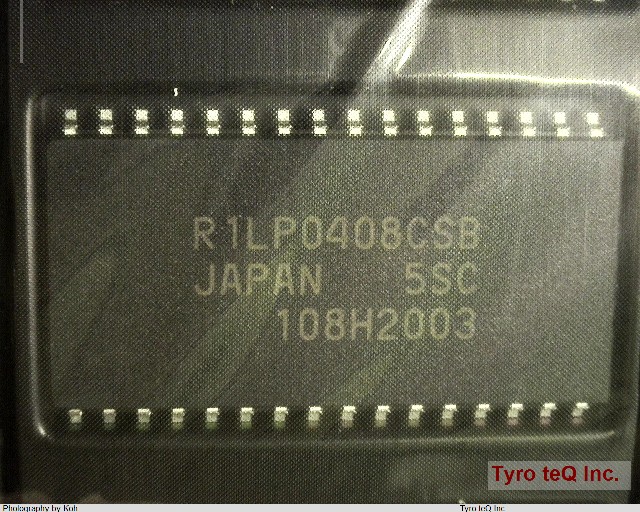 R1LP0408CSB
JAPAN 5SC
108H2003
Tyro teQ Inc.
Photography by Koh
Tyro teQ Inc